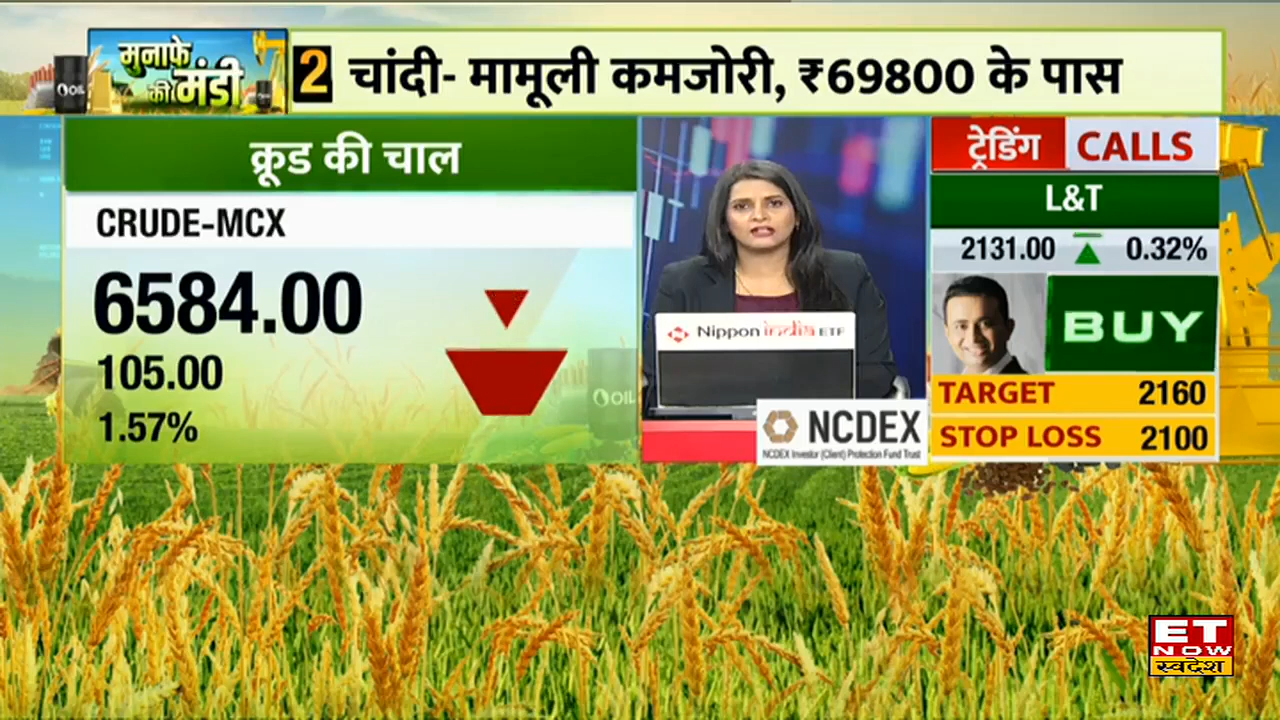 मुनाफे
की मंडी
OIL
2 चांदी- मामूली कमजोरी, ₹69800 के पास
क्रूड की चाल
CRUDE-MCX
6584.00
105.00
1.57%
OIL
Nippon india ETF
NCDEX
NCDEX Investor (Client) Protection Fund Trust
ट्रेडिंग CALLS
L&T
2131.00 0.32%
BUY
TARGET 2160
STOP LOSS 2100
ET
NOW
स्वदेश